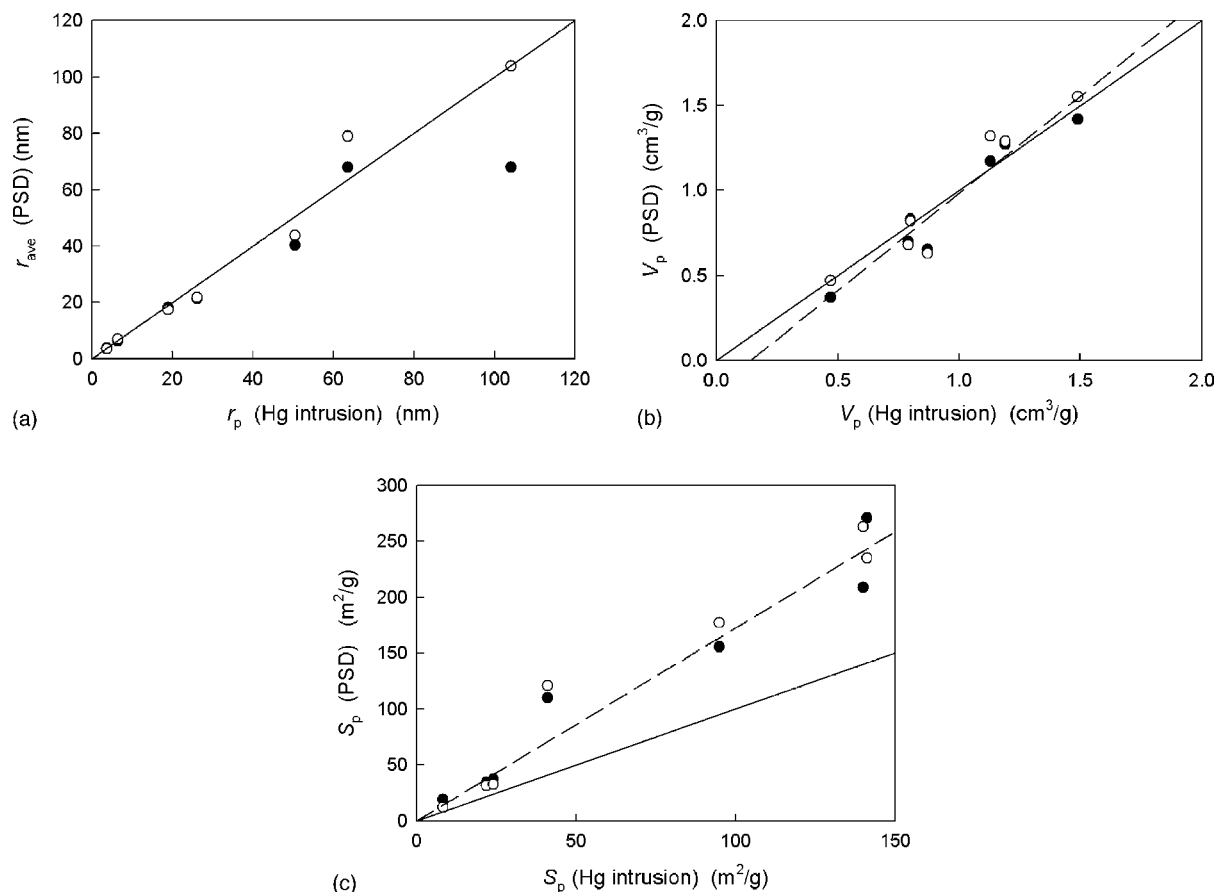 120
100
80
60
40
20
0
r_ave (PSD) (nm)
0 20 40 60 80 100 120
(a) r_p (Hg intrusion) (nm)
2.0
1.5
1.0
0.5
0.0
V_p (PSD) (cm³/g)
0.0 0.5 1.0 1.5 2.0
(b) V_p (Hg intrusion) (cm³/g)
300
250
200
150
100
50
0
S_p (PSD) (m²/g)
0 50 100 150
(c) S_p (Hg intrusion) (m²/g)